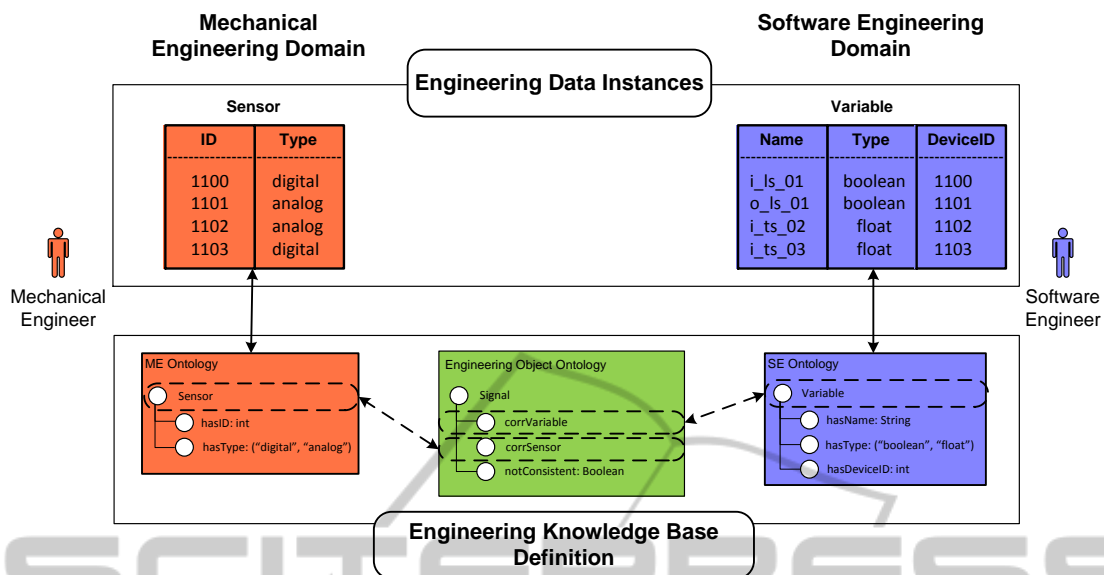 Mechanical
Engineering Domain
Software Engineering
Domain
Engineering Data Instances
Sensor
ID Type
1100 digital
1101 analog
1102 analog
1103 digital
Variable
Name Type DeviceID
i_ls_01 boolean 1100
o_ls_01 boolean 1101
i_ts_02 float 1102
i_ts_03 float 1103
Mechanical
Engineer
Software
Engineer
ME Ontology
Sensor
hasID: int
hasType: (“digital”, “analog”)
Engineering Object Ontology
Signal
corrVariable
corrSensor
notConsistent: Boolean
SE Ontology
Variable
hasName: String
hasType: (“boolean”, “float”)
hasDeviceID: int
Engineering Knowledge Base
Definition
SCITEPRESS